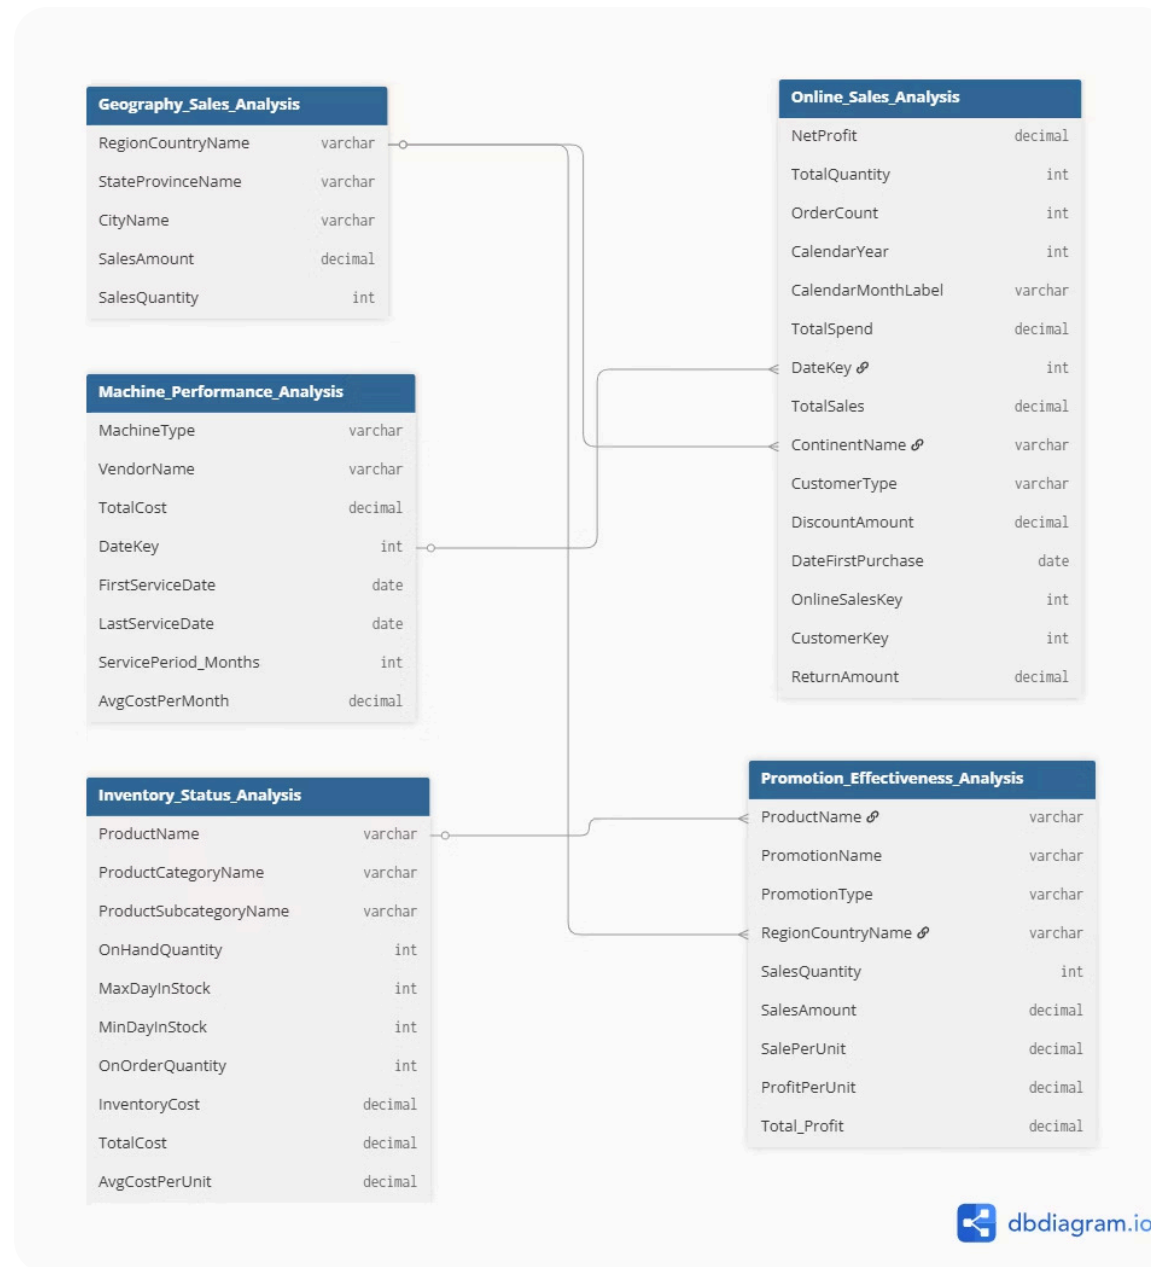 Geography_Sales_Analysis
RegionCountryName varchar
StateProvinceName varchar
CityName varchar
SalesAmount decimal
SalesQuantity int
Machine_Performance_Analysis
MachineType varchar
VendorName varchar
TotalCost decimal
DateKey int
FirstServiceDate date
LastServiceDate date
ServicePeriod_Months int
AvgCostPerMonth decimal
Inventory_Status_Analysis
ProductName varchar
ProductCategoryName varchar
ProductSubcategoryName varchar
OnHandQuantity int
MaxDayInStock int
MinDayInStock int
OnOrderQuantity int
InventoryCost decimal
TotalCost decimal
AvgCostPerUnit decimal
Online_Sales_Analysis
NetProfit decimal
TotalQuantity int
OrderCount int
CalendarYear int
CalendarMonthLabel varchar
TotalSpend decimal
DateKey int
TotalSales decimal
ContinentName varchar
CustomerType varchar
DiscountAmount decimal
DateFirstPurchase date
OnlineSalesKey int
CustomerKey int
ReturnAmount decimal
Promotion_Effectiveness_Analysis
ProductName varchar
PromotionName varchar
PromotionType varchar
RegionCountryName varchar
SalesQuantity int
SalesAmount decimal
SalePerUnit decimal
ProfitPerUnit decimal
Total_Profit decimal
dbdiagram.io